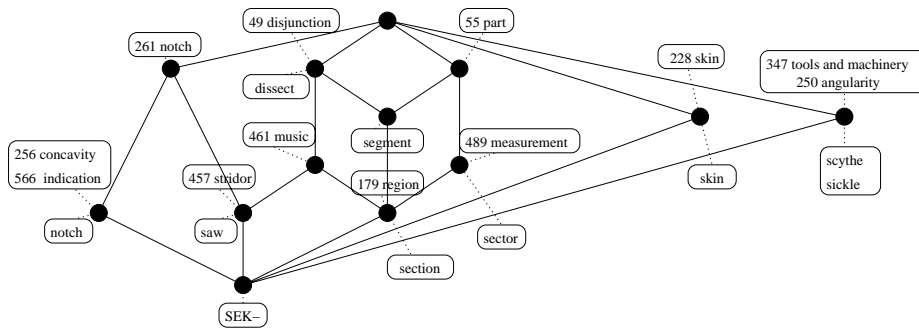 49 disjunction
55 part
261 notch
228 skin
347 tools and machinery
250 angularity
dissect
461 music
segment
489 measurement
256 concavity
566 indication
457 stridor
179 region
skin
scythe
sickle
notch
saw
sector
section
SEK–